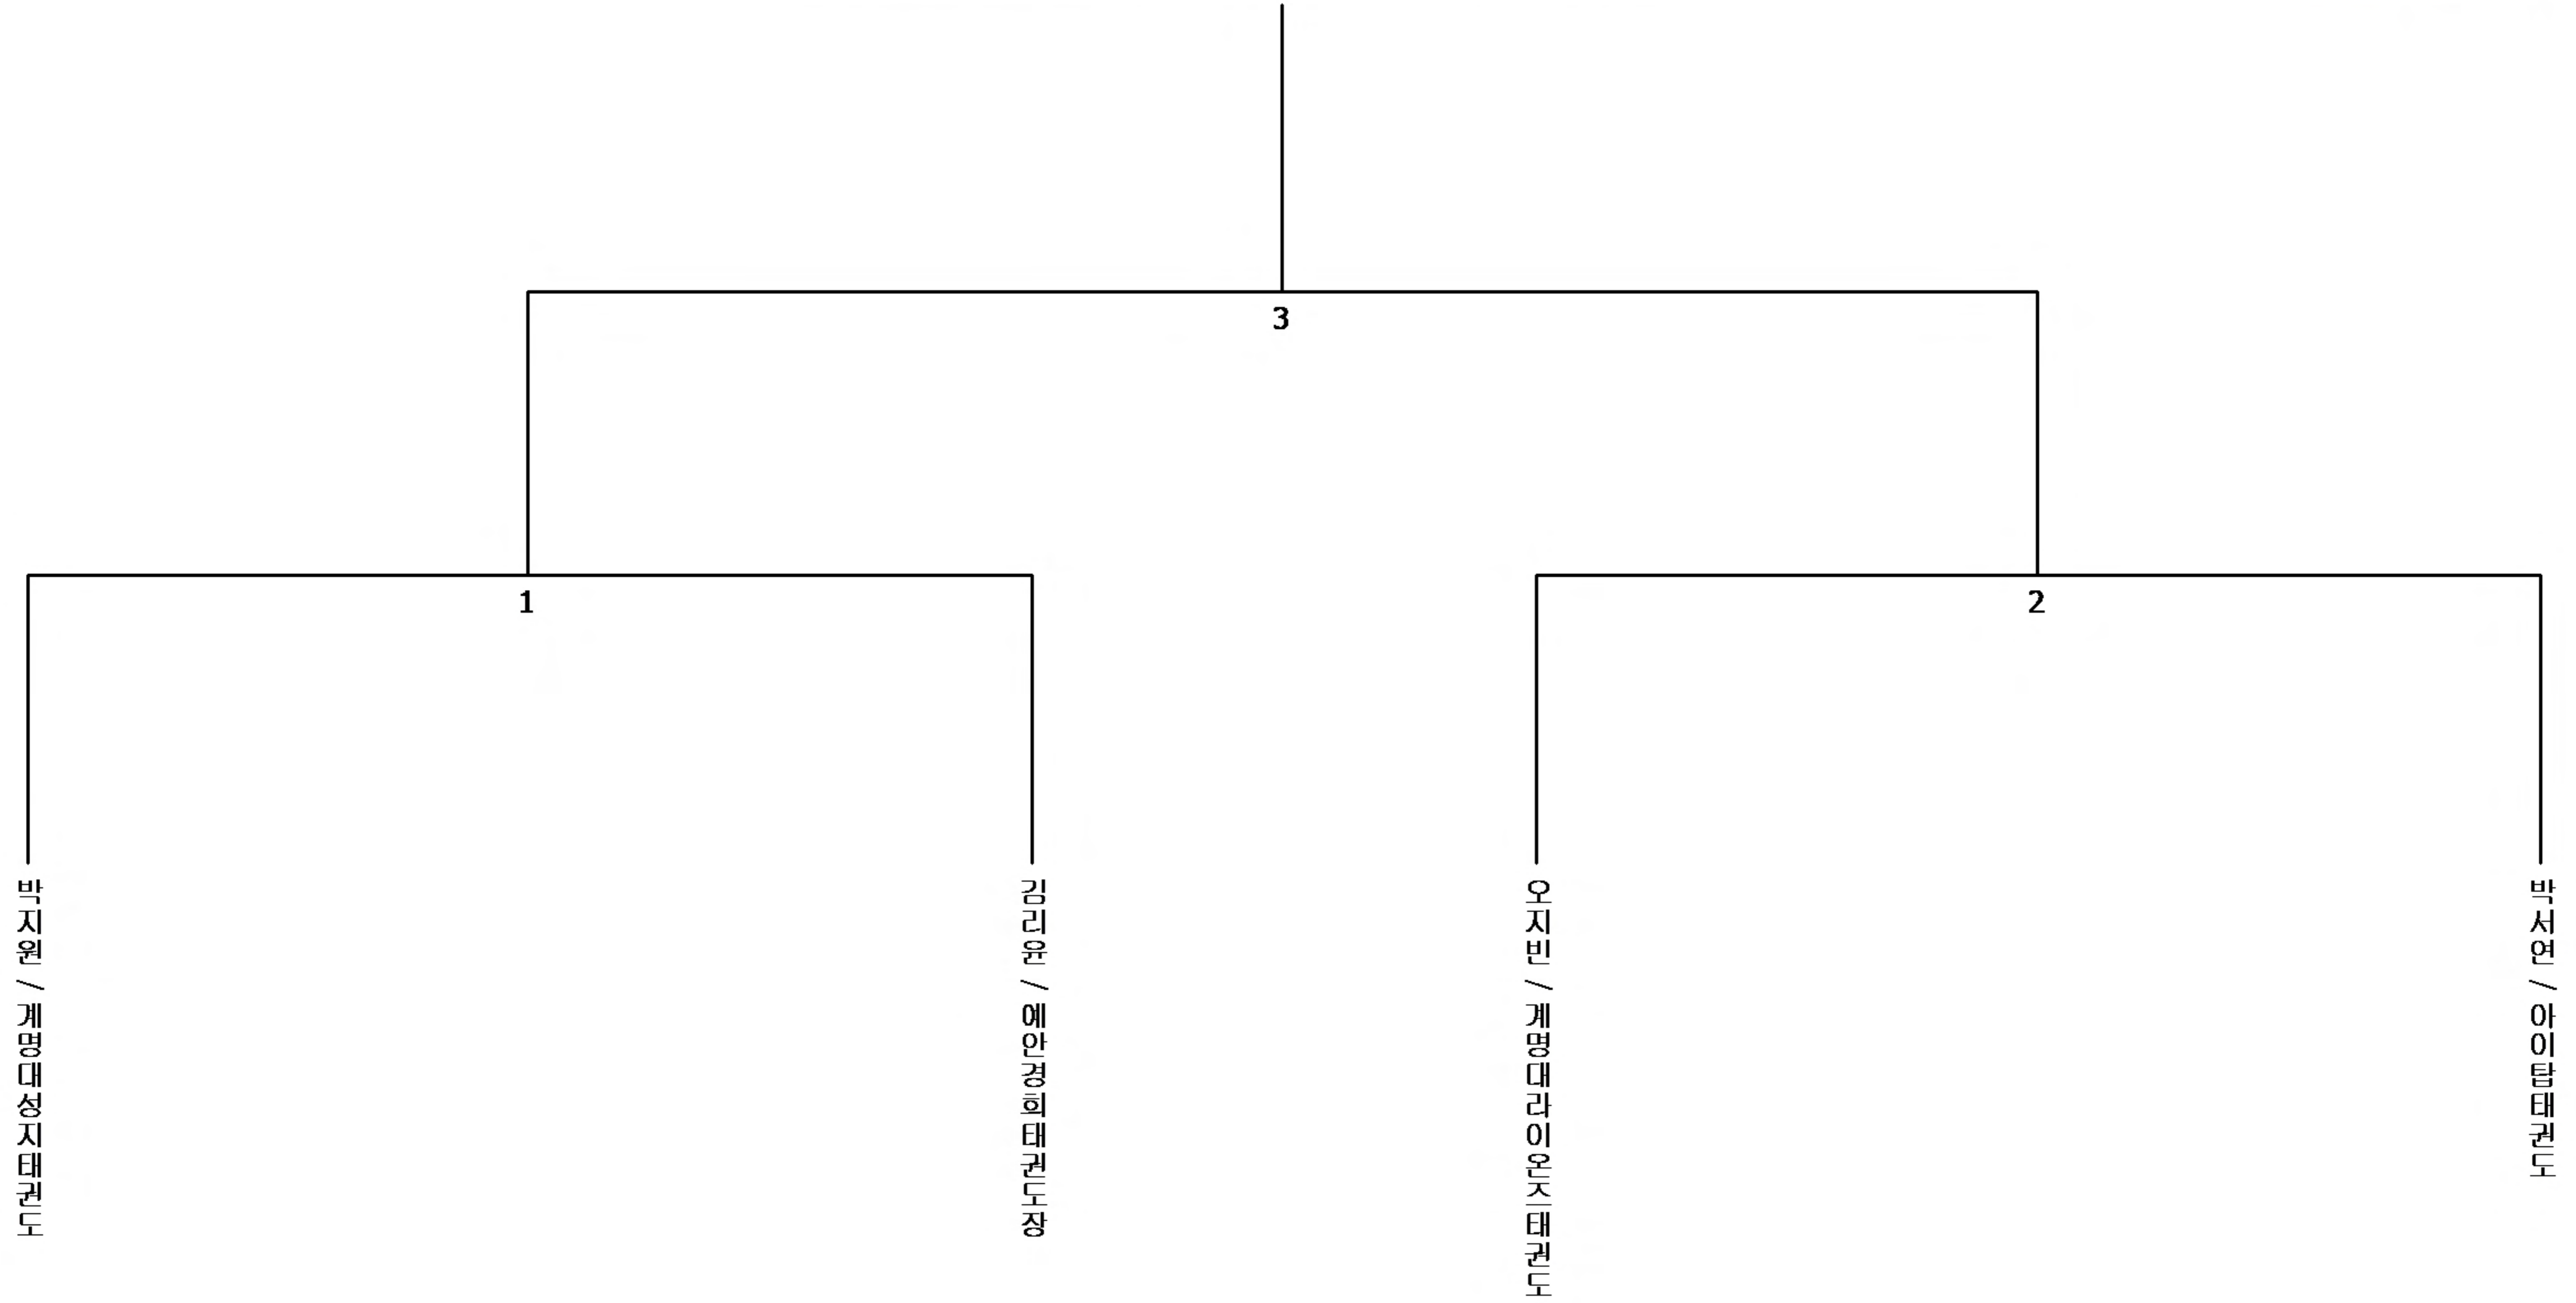 3
1
2
박지원 / 계명대성지태권도
김리윤 / 예안경희태권도장
오지빈 / 계명대라이온즈태권도
박서연 / 아이탑태권도